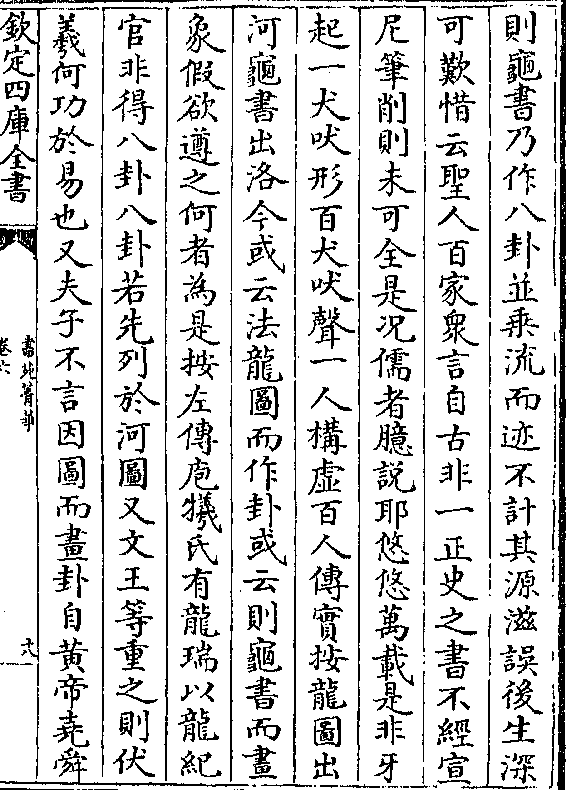 則龜書乃作八卦並乘流而迹不計其源滋誤後生深
可歎惜云聖人百家衆言自古非一正史之書不經宣
尼筆削則未可全是况儒者臆説耶悠悠萬載是非牙
起一犬吠形百犬吠聲一人構虚百人傳實按龍圖出
河龜書出洛今或云法龍圖而作卦或云則龜書而畫
象假欲遵之何者為是按左傳庖犧氏有龍瑞以龍紀
官非得八卦八卦若先列於河圖又文王等重之則伏
羲何功於易也又夫子不言因圖而畫卦自黄帝堯舜
欽定四庫全書
書苑菁華
卷六
十八